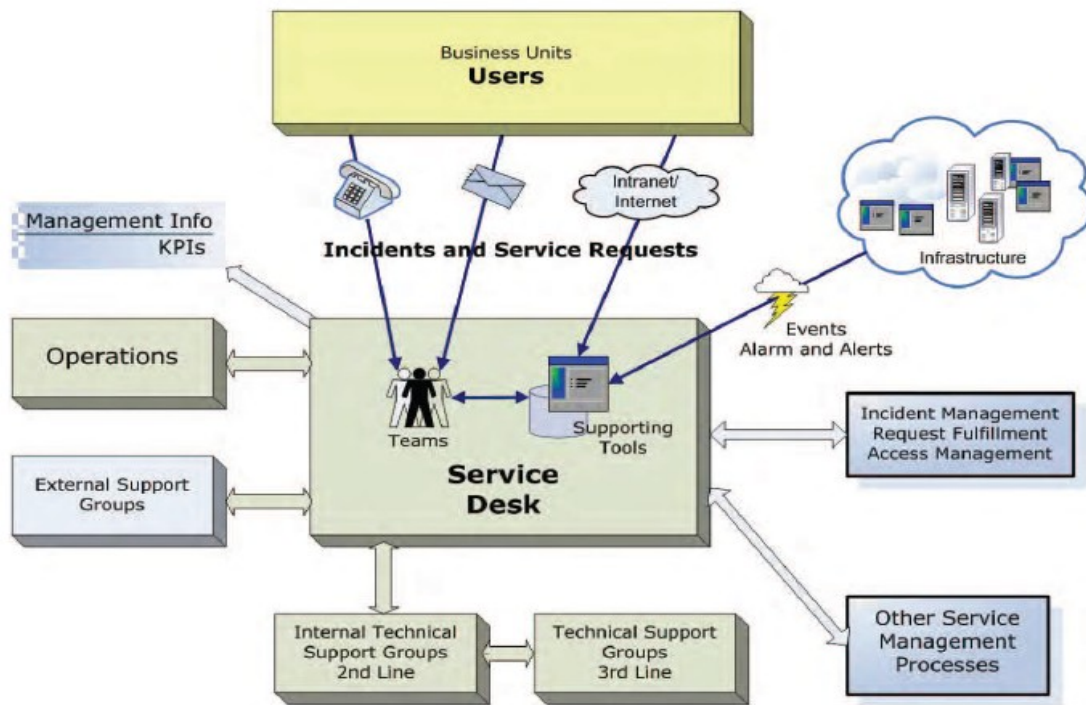 Business Units
Users
Intranet/
Internet
Management Info
KPIs
Incidents and Service Requests
Infrastructure
Events
Alarm and Alerts
Operations
Teams
Supporting
Tools
Incident Management
Request Fulfillment
Access Management
External Support
Groups
Service
Desk
Internal Technical
Support Groups
2nd Line
Technical Support
Groups
3rd Line
Other Service
Management
Processes